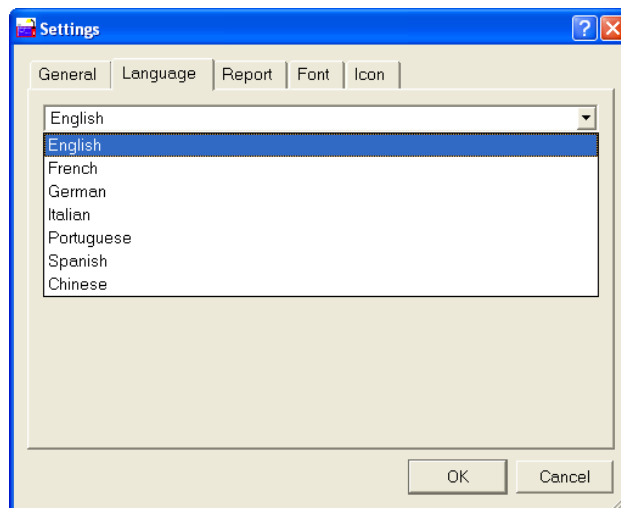 Settings
General Language Report Font Icon
English
English
French
German
Italian
Portuguese
Spanish
Chinese
OK Cancel